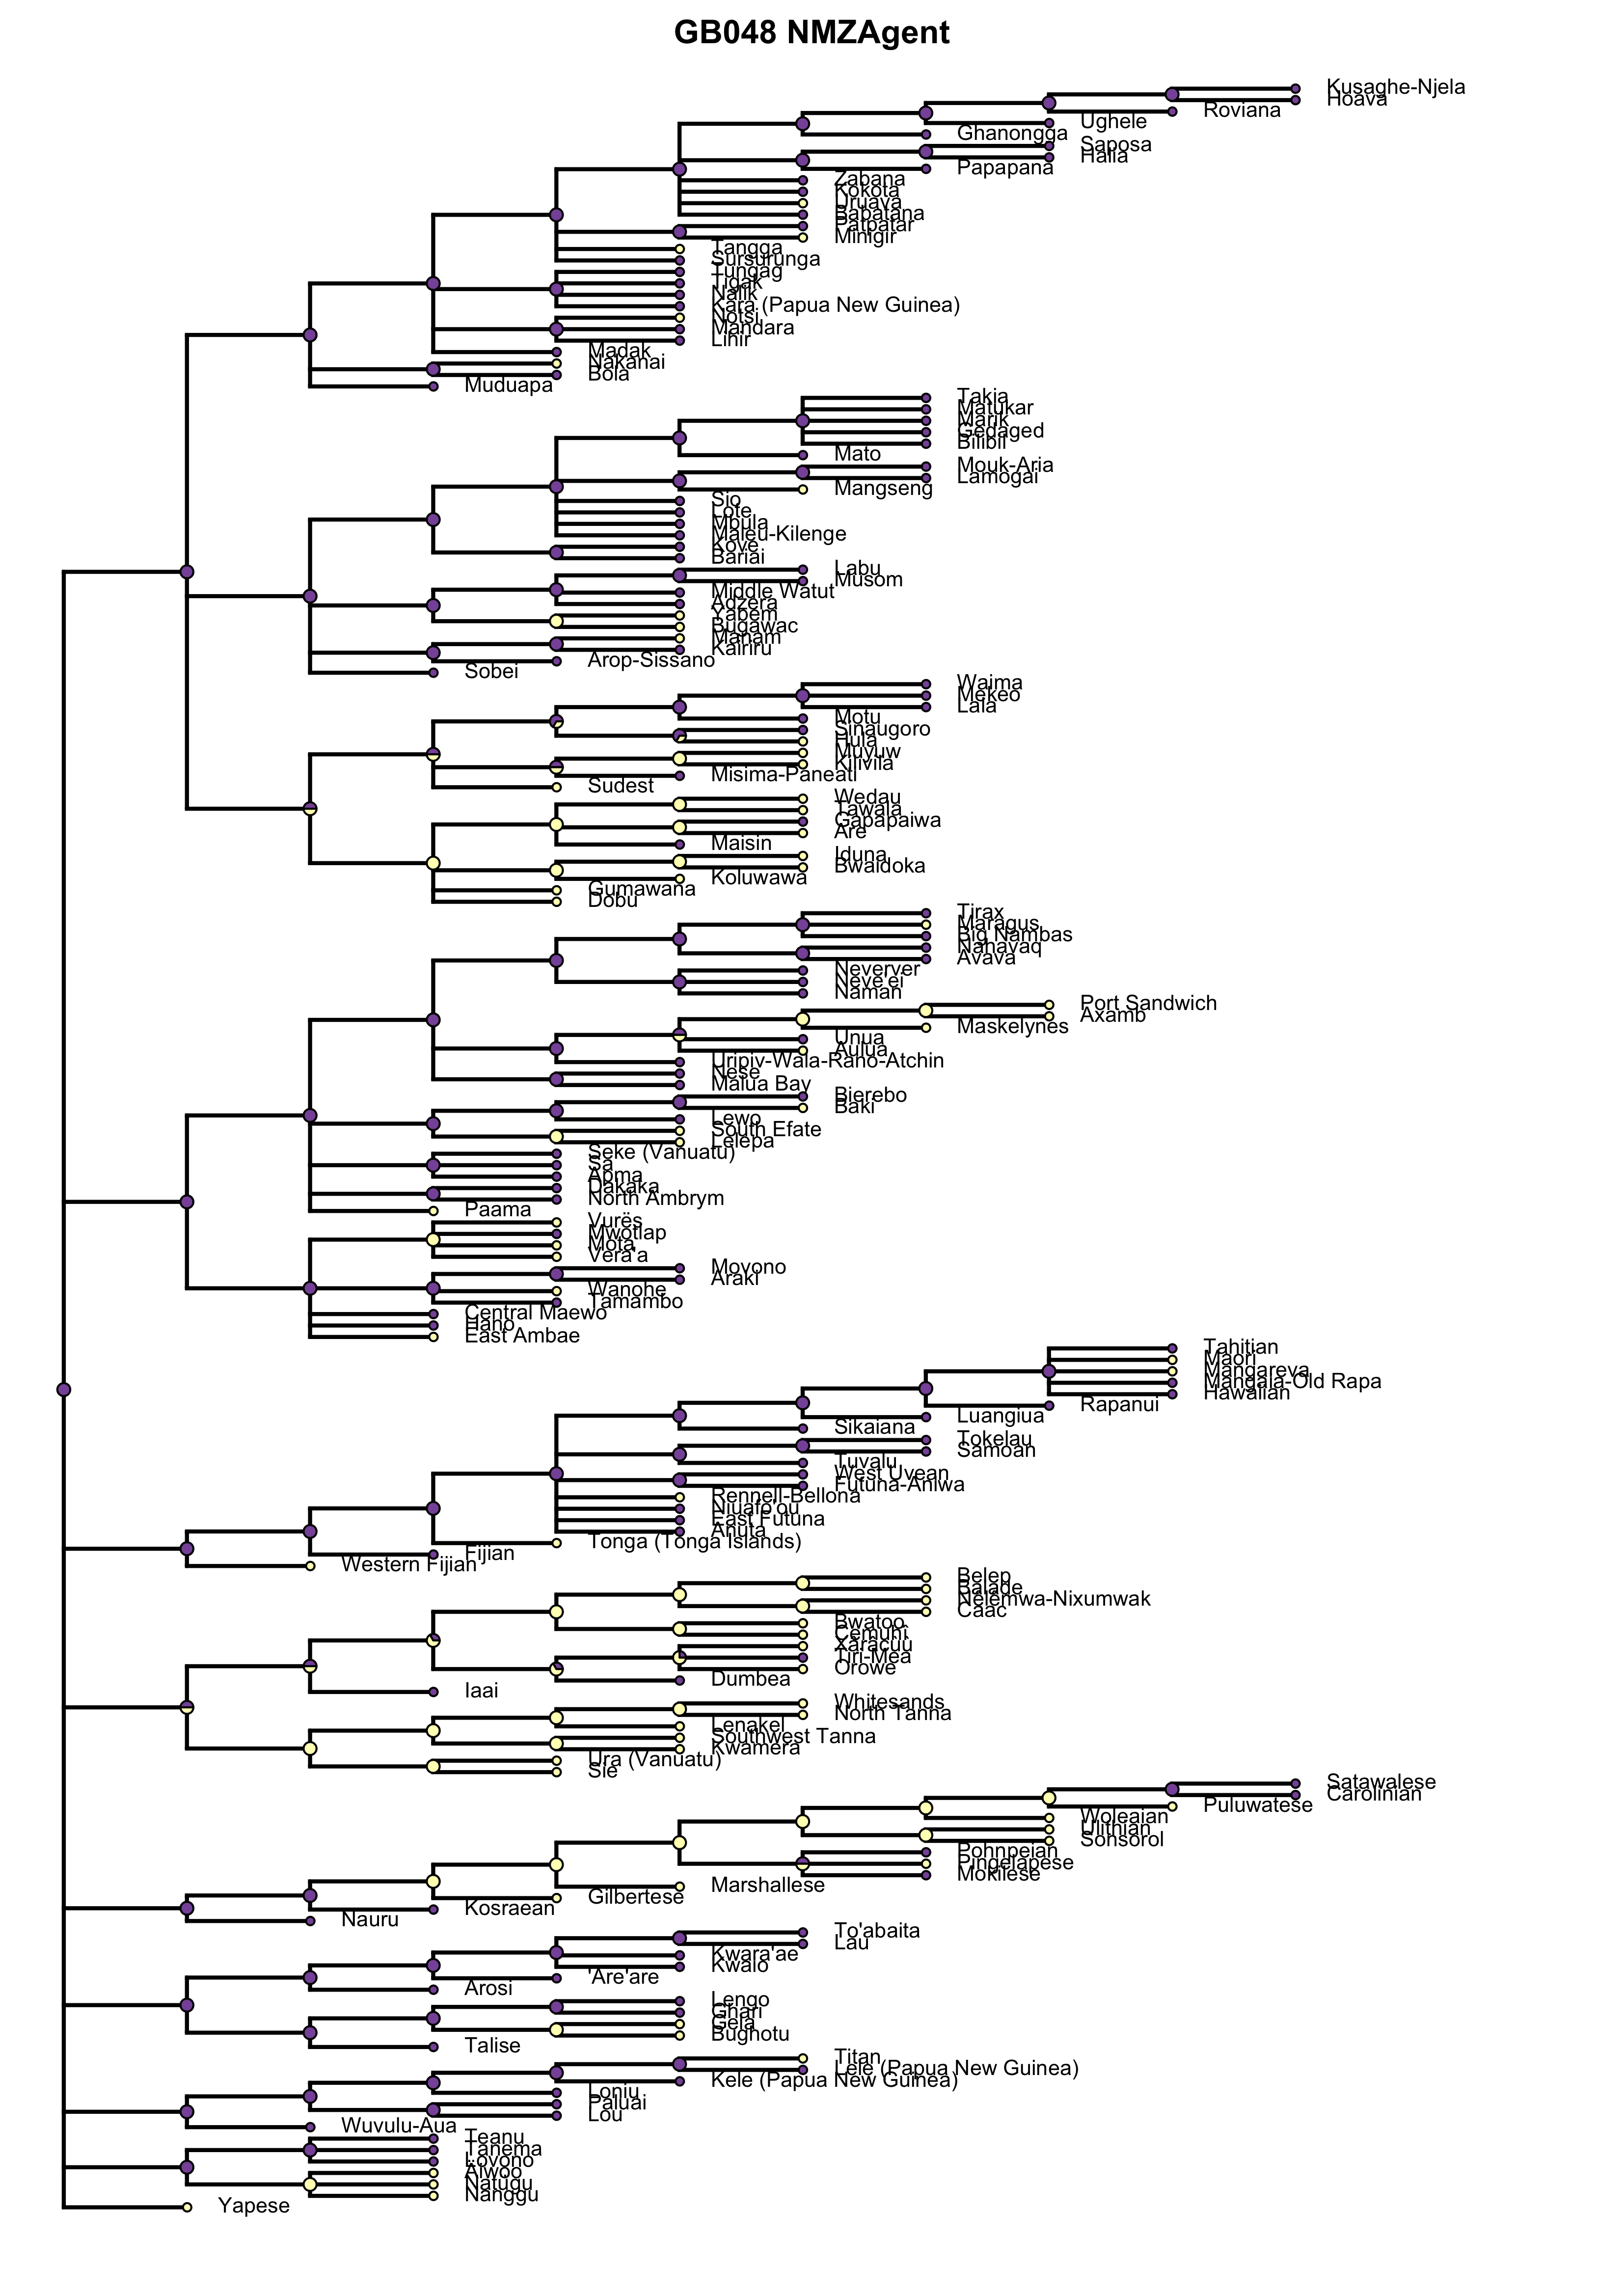 GB048 NMZAgent
Kusaghe-Njela
Hoava
Roviana
Ughele
Ghanongga
Saposa
Halia
Papapana
Zabana
Kokota
Uruava
Babatana
Patpatar
Minigir
Tangga
Sursurunga
Tungag
Tigak
Nalik
Kara (Papua New Guinea)
Notsi
Mandara
Lihir
Madak
Nakanai
Bola
Muduapa
Takia
Matukar
Marik
Gedaged
Bilibil
Mato
Mouk-Aria
Lamogai
Mangseng
Sio
Lote
Mbula
Maleu-Kilenge
Kove
Bariai
Labu
Musom
Middle Watut
Adzera
Yabem
Bugawac
Manam
Kairiru
Arop-Sissano
Sobei
Waima
Mekeo
Lala
Motu
Sinaugoro
Hula
Muyuw
Kilivila
Misima-Paneati
Sudest
Wedau
Tawala
Gapapaiwa
Are
Maisin
Iduna
Bwaidoka
Koluwawa
Gumawana
Dobu
Tirax
Maragus
Big Nambas
Nahavaq
Avava
Neverver
Neve'ei
Naman
Port Sandwich
Axamb
Maskelynes
Unua
Aulua
Uripiv-Wala-Rano-Atchin
Nese
Malua Bay
Bierebo
Baki
Lewo
South Efate
Lelepa
Seke (Vanuatu)
Sa
Apma
Dakaka
North Ambrym
Paama
Vurës
Mwotlap
Mota
Vera'a
Movono
Araki
Wanohe
Tamambo
Central Maewo
Hano
East Ambae
Tahitian
Maori
Mangareva
Mangaia-Old Rapa
Hawaiian
Rapanui
Luangiua
Sikaiana
Tokelau
Samoan
Tuvalu
West Uvean
Futuna-Aniwa
Rennell-Bellona
Niuafo'ou
East Futuna
Anuta
Tonga (Tonga Islands)
Fijian
Western Fijian
Belep
Balade
Nêlêmwa-Nixumwak
Caac
Bwatoo
Cemuhî
Xârâcùù
Tiri-Mea
Orowe
Dumbea
Iaai
Whitesands
North Tanna
Lenakel
Southwest Tanna
Kwamera
Ura (Vanuatu)
Sie
Satawalese
Carolinian
Puluwatese
Woleaian
Ulithian
Sonsorol
Pohnpeian
Pingelapese
Mokilese
Marshallese
Gilbertese
Kosraean
Nauru
To'abaita
Lau
Kwara'ae
Kwaio
'Are'are
Arosi
Lengo
Ghari
Gela
Bughotu
Talise
Titan
Lele (Papua New Guinea)
Kele (Papua New Guinea)
Loniu
Paluai
Lou
Wuvulu-Aua
Teanu
Tanema
Lovono
Äiwoo
Natügu
Nanggu
Yapese